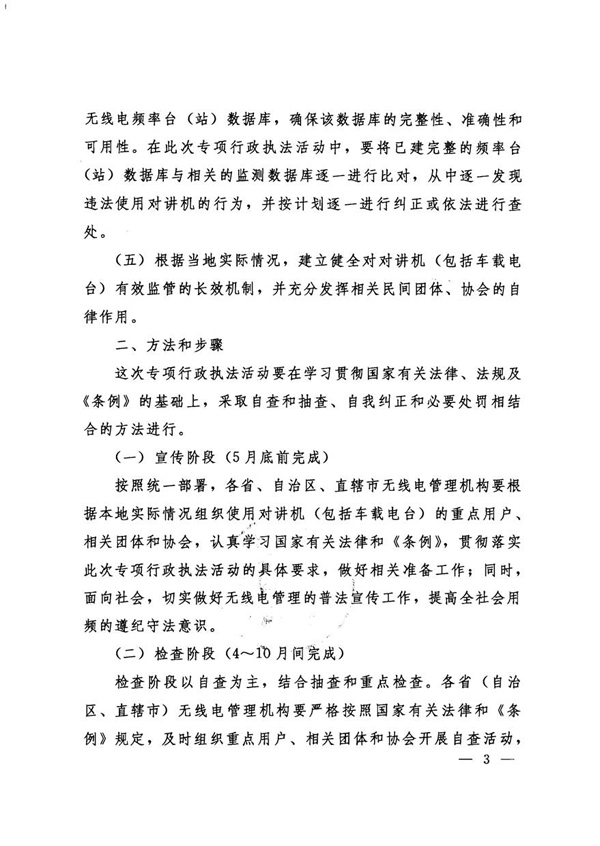 无线电频率台（站）数据库，确保该数据库的完整性、准确性和
可用性。在此次专项行政执法活动中，要将已建完整的频率台
（站）数据库与相关的监测数据库逐一进行比对，从中逐一发现
违法使用对讲机的行为，并按计划逐一进行纠正或依法进行查
处。
（五）根据当地实际情况，建立健全对对讲机（包括车载电
台）有效监管的长效机制，并充分发挥相关民间团体、协会的自
律作用。
二、方法和步骤
这次专项行政执法活动要在学习贯彻国家有关法律、法规及
《条例》的基础上，采取自查和抽查、自我纠正和必要处罚相结
合的方法进行。
（一）宣传阶段（5月底前完成）
按照统一部署，各省、自治区、直辖市无线电管理机构要根
据本地实际情况组织使用对讲机（包括车载电台）的重点用户、
相关团体和协会，认真学习国家有关法律和《条例》，贯彻落实
此次专项行政执法活动的具体要求，做好相关准备工作；同时，
面向社会，切实做好无线电管理的普法宣传工作，提高全社会用
频的遵纪守法意识。
（二）检查阶段（4～10月间完成）
检查阶段以自查为主，结合抽查和重点检查。各省（自治
区、直辖市）无线电管理机构要严格按照国家有关法律和《条
例》规定，及时组织重点用户、相关团体和协会开展自查活动，
— 3 —